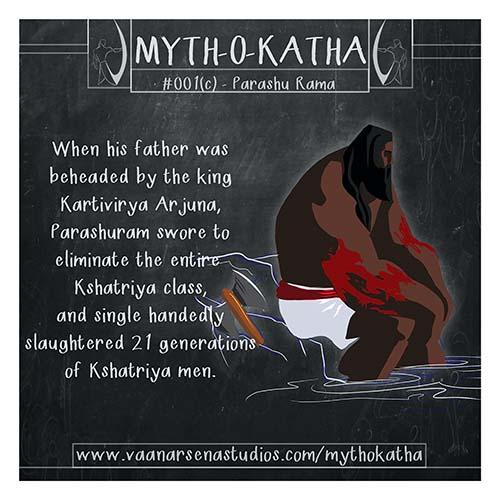 MYTH-O-KATHA
#001(c) - Parashu Rama
When his father was
beheaded by the king
Kartivirya Arjuna,
Parashuram swore to
eliminate the entire
Kshatriya class,
and single handedly
slaughtered 21 generations
of Kshatriya men.
www.vaanarsenastudios.com/mythokatha